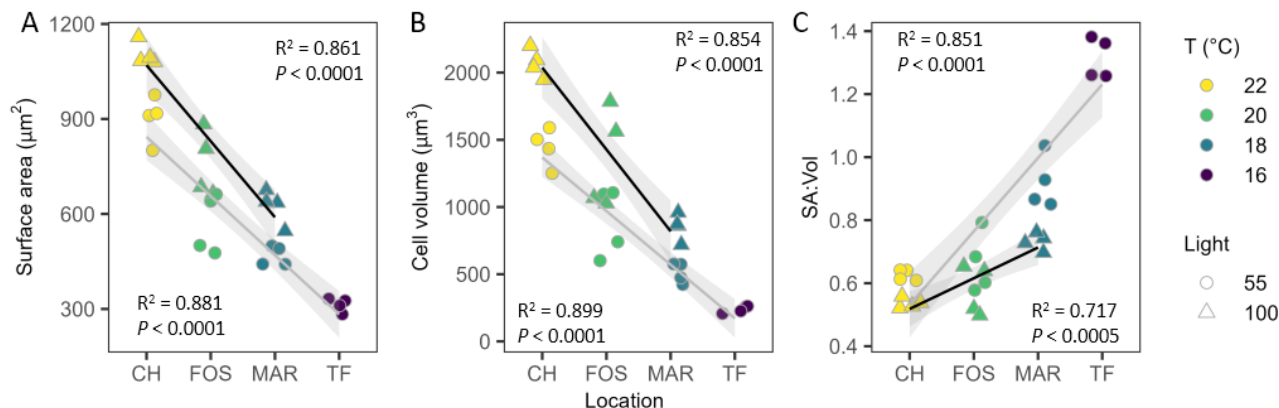 A
Surface area (µm²)
1200
900
600
300
R² = 0.861
P < 0.0001
R² = 0.881
P < 0.0001
CH FOS MAR TF
B
Cell volume (µm³)
2000
1500
1000
500
0
R² = 0.854
P < 0.0001
R² = 0.899
P < 0.0001
CH FOS MAR TF
Location
C
SA:Vol
1.4
1.2
1.0
0.8
0.6
0.4
R² = 0.851
P < 0.0001
R² = 0.717
P < 0.0005
CH FOS MAR TF
T (°C)
22
20
18
16
Light
55
100